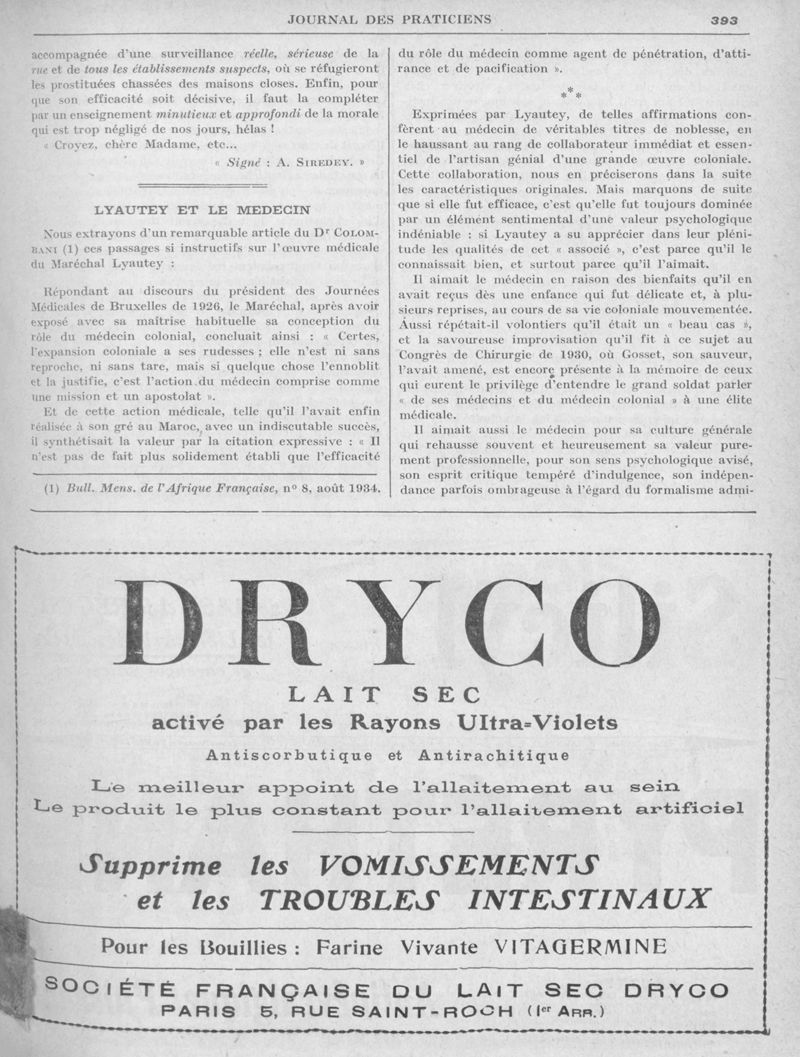 JOURNAL DES PRATICIENS 393
accompagnée d'une surveillance réelle, sérieuse de la
rue et de tous les établissements suspects, où se réfugieront
les prostituées chassées des maisons closes. Enfin, pour
que son efficacité soit décisive, il faut la compléter
par un enseignement minutieux et approfondi de la morale
qui est trop négligé de nos jours, hélas !
« Croyez, chère Madame, etc...
« Signé : A. SIREDEY. »
LYAUTEY ET LE MEDECIN
Nous extrayons d'un remarquable article du Dr COLOM-
BANI (1) ces passages si instructifs sur l'œuvre médicale
du Maréchal Lyautey :
Répondant au discours du président des Journées
Médicales de Bruxelles de 1926, le Maréchal, après avoir
exposé avec sa maîtrise habituelle sa conception du
rôle du médecin colonial, concluait ainsi : « Certes,
l'expansion coloniale a ses rudesses ; elle n'est ni sans
reproche, ni sans tare, mais si quelque chose l'ennoblit
et la justifie, c'est l'action du médecin comprise comme
une mission et un apostolat ».
Et de cette action médicale, telle qu'il l'avait enfin
réalisée à son gré au Maroc, avec un indiscutable succès,
il synthétisait la valeur par la citation expressive : « Il
n'est pas de fait plus solidement établi que l'efficacité
(1) Bull. Mens. de l'Afrique Française, n° 8, août 1934.
du rôle du médecin comme agent de pénétration, d'atti-
rance et de pacification ».
***
Exprimées par Lyautey, de telles affirmations con-
fèrent au médecin de véritables titres de noblesse, en
le haussant au rang de collaborateur immédiat et essen-
tiel de l'artisan génial d'une grande œuvre coloniale.
Cette collaboration, nous en préciserons dans la suite
les caractéristiques originales. Mais marquons de suite
que si elle fut efficace, c'est qu'elle fut toujours dominée
par un élément sentimental d'une valeur psychologique
indéniable : si Lyautey a su apprécier dans leur pléni-
tude les qualités de cet « associé », c'est parce qu'il le
connaissait bien, et surtout parce qu'il l'aimait.
Il aimait le médecin en raison des bienfaits qu'il en
avait reçus dès une enfance qui fut délicate et, à plu-
sieurs reprises, au cours de sa vie coloniale mouvementée.
Aussi répétait-il volontiers qu'il était un « beau cas »,
et la savoureuse improvisation qu'il fit à ce sujet au
Congrès de Chirurgie de 1930, où Gosset, son sauveur,
l'avait amené, est encore présente à la mémoire de ceux
qui eurent le privilège d'entendre le grand soldat parler
« de ses médecins et du médecin colonial » à une élite
médicale.
Il aimait aussi le médecin pour sa culture générale
qui rehausse souvent et heureusement sa valeur pure-
ment professionnelle, pour son sens psychologique avisé,
son esprit critique tempéré d'indulgence, son indépen-
dance parfois ombrageuse à l'égard du formalisme admi-
DRYCO
LAIT SEC
activé par les Rayons Ultra=Violets
Antiscorbutique et Antirachitique
Le meilleur appoint de l'allaitement au sein
Le produit le plus constant pour l'allaitement artificiel
Supprime les VOMISSEMENTS
et les TROUBLES INTESTINAUX
Pour les Bouillies : Farine Vivante VITAGERMINE
SOCIÉTÉ FRANÇAISE DU LAIT SEC DRYCO
PARIS 5, RUE SAINT-ROCH (Ier ARR.)